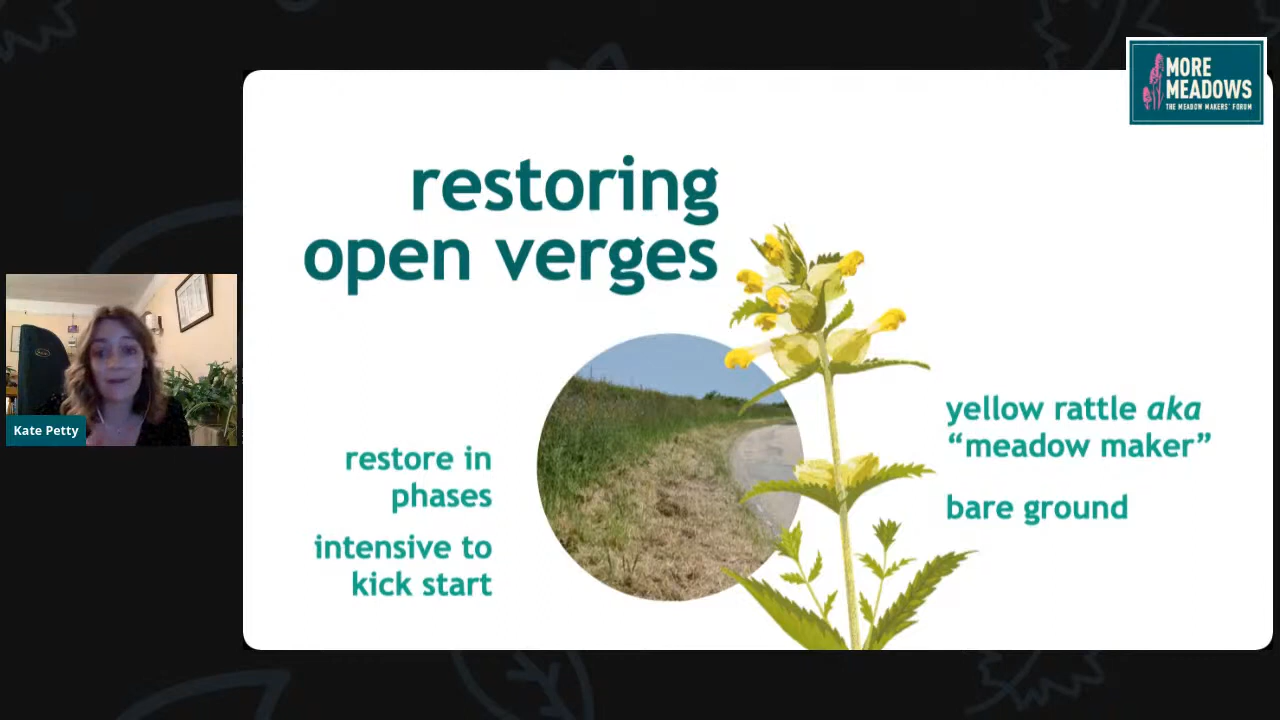 MORE
MEADOWS
THE MEADOW MAKERS' FORUM
restoring
open verges
yellow rattle aka
“meadow maker”
bare ground
restore in
phases
intensive to
kick start
Kate Petty